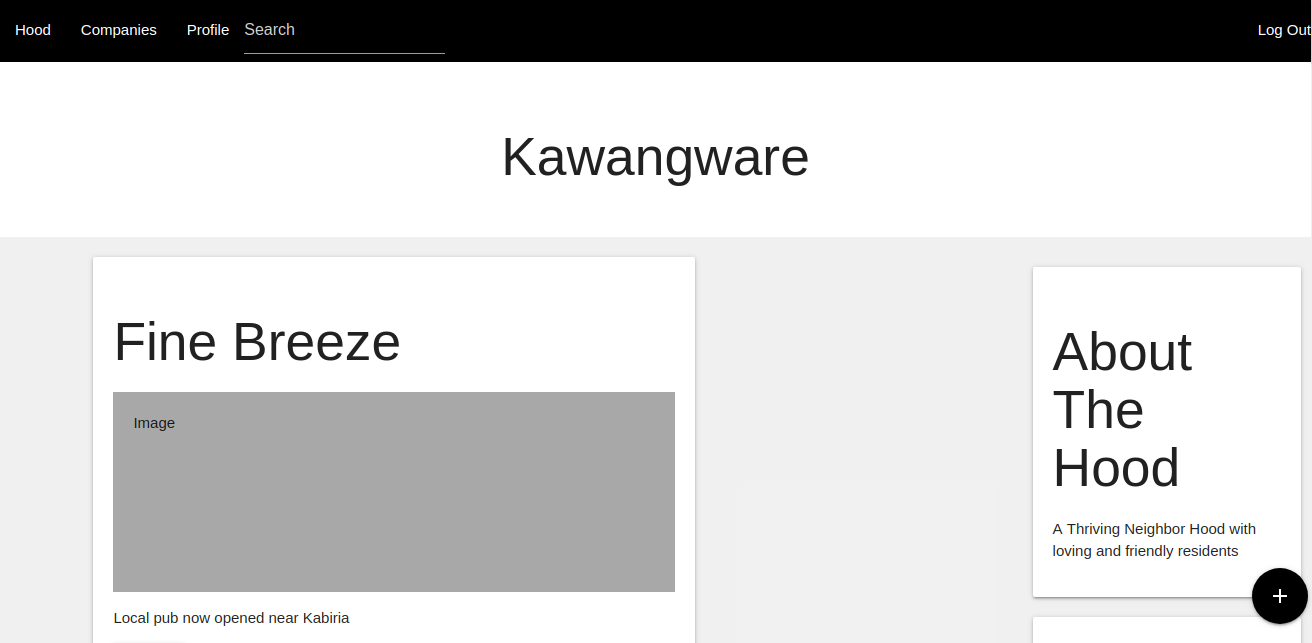 Hood Companies Profile Search Log Out
Kawangware
Fine Breeze
Image
Local pub now opened near Kabiria
About
The
Hood
A Thriving Neighbor Hood with
loving and friendly residents
+